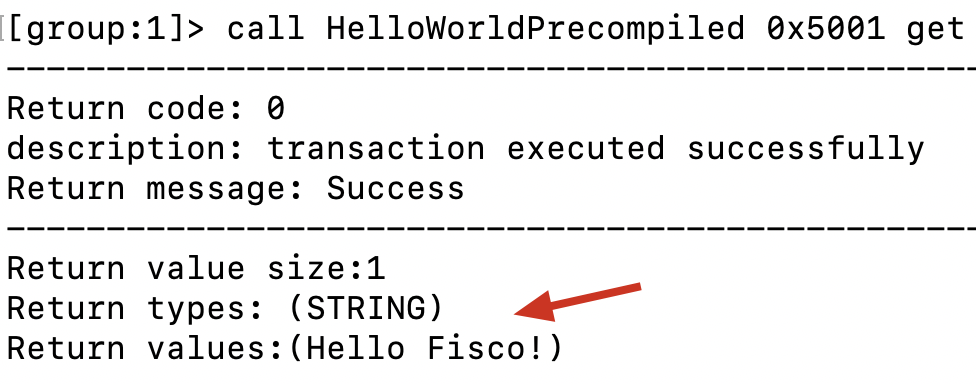 [group:1]> call HelloWorldPrecompiled 0x5001 get
------------------------------------------------
Return code: 0
description: transaction executed successfully
Return message: Success
------------------------------------------------
Return value size:1
Return types: (STRING)
Return values:(Hello Fisco!)